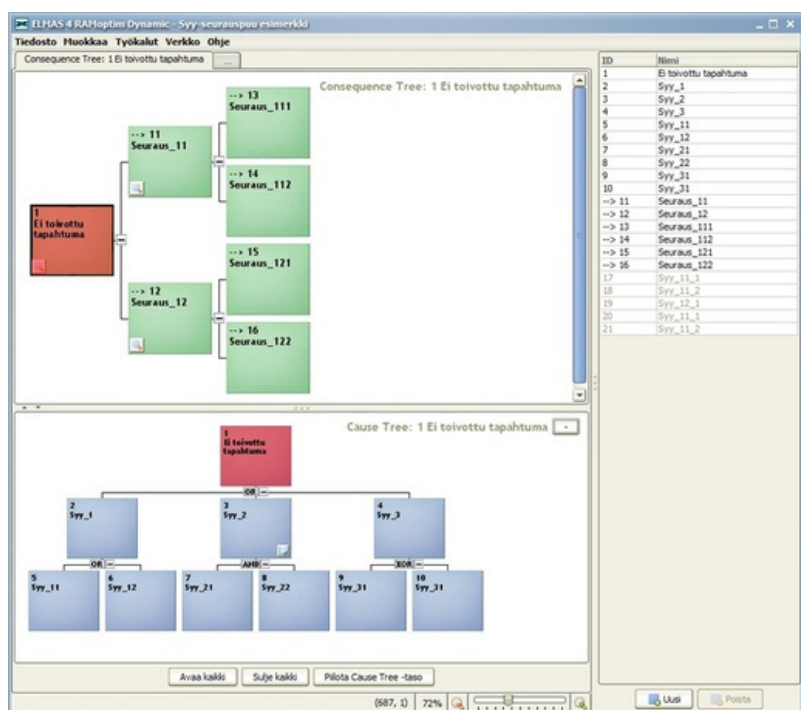 ELMAS 4 RAMoptim Dynamic - Syy-seurauspuu esimerkki
Tiedosto Muokkaa Työkalut Verkko Ohje
Consequence Tree: 1 Ei toivottu tapahtuma ...
Consequence Tree: 1 Ei toivottu tapahtuma
1
Ei toivottu
tapahtuma
--> 11
Seuraus_11
--> 12
Seuraus_12
--> 13
Seuraus_111
--> 14
Seuraus_112
--> 15
Seuraus_121
--> 16
Seuraus_122
Cause Tree: 1 Ei toivottu tapahtuma
1
Ei toivottu
tapahtuma
OR
2
Syy_1
3
Syy_2
4
Syy_3
OR
AND
XOR
5
Syy_11
6
Syy_12
7
Syy_21
8
Syy_22
9
Syy_31
10
Syy_31
Avaa kaikki
Sulje kaikki
Piilota Cause Tree -taso
(687, 1) 72%
ID Nimi
1 Ei toivottu tapahtuma
2 Syy_1
3 Syy_2
4 Syy_3
5 Syy_11
6 Syy_12
7 Syy_21
8 Syy_22
9 Syy_31
10 Syy_31
--> 11 Seuraus_11
--> 12 Seuraus_12
--> 13 Seuraus_111
--> 14 Seuraus_112
--> 15 Seuraus_121
--> 16 Seuraus_122
17 Syy_11_1
18 Syy_11_2
19 Syy_12_1
20 Syy_11_1
21 Syy_11_2
Uusi
Poista